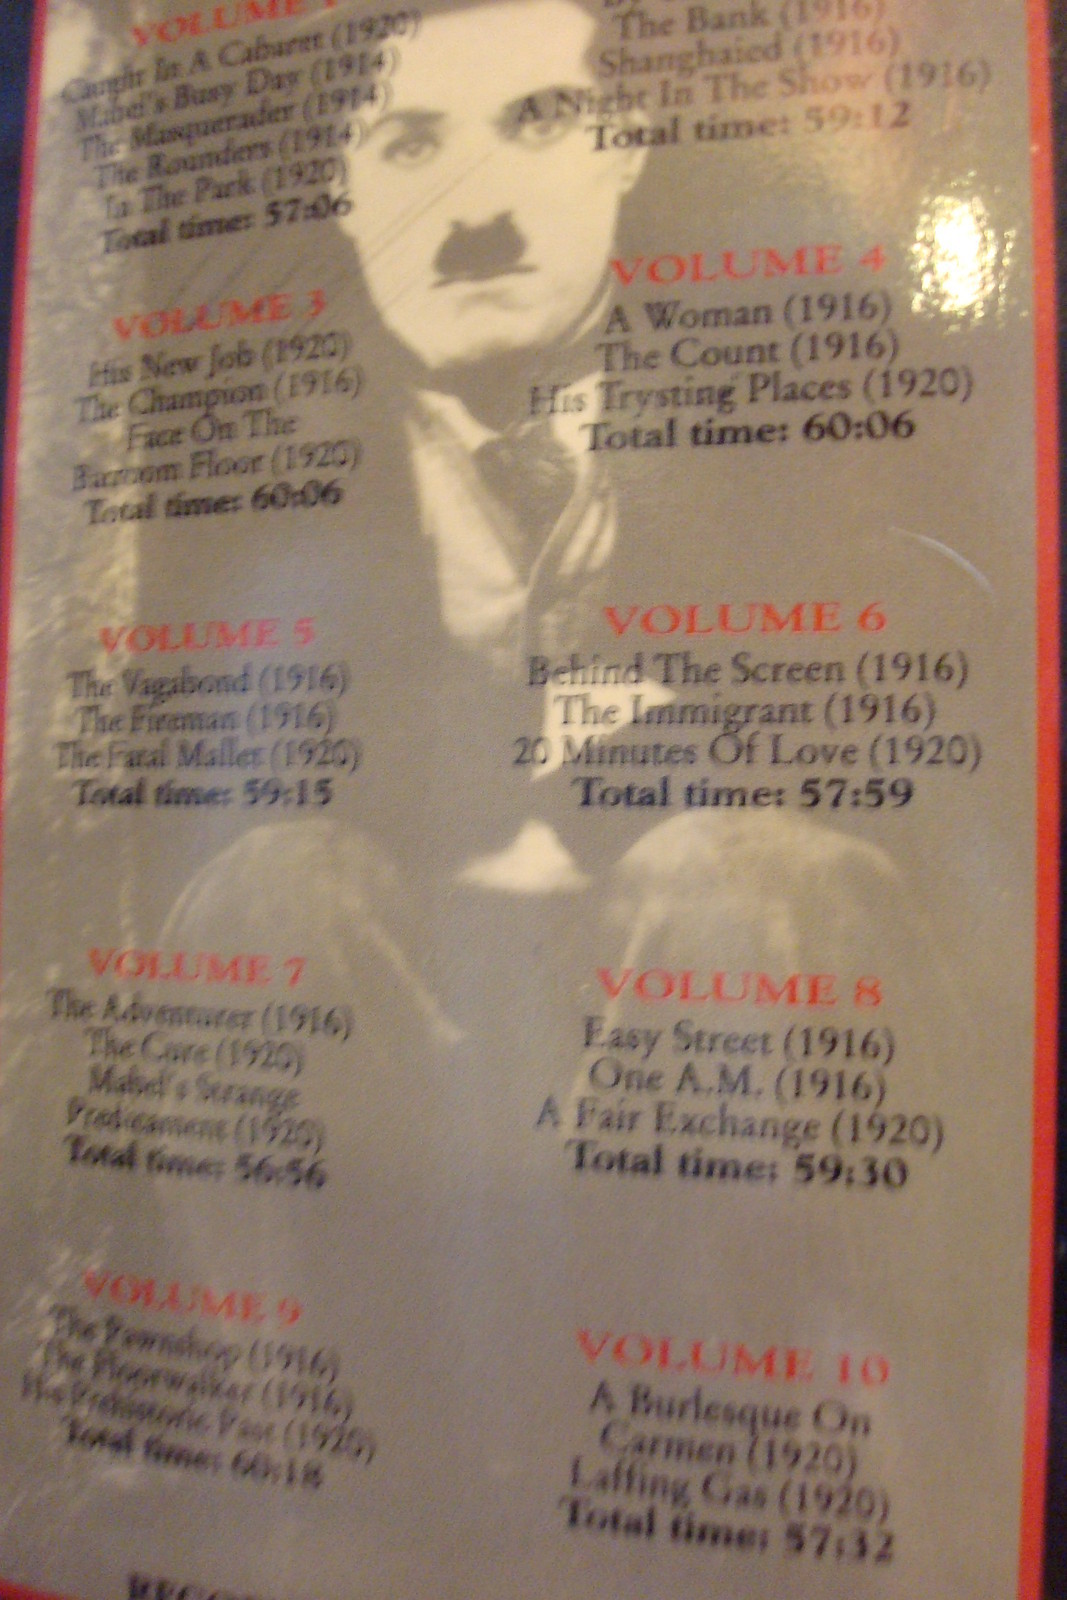 VOLUME 1
Caught In A Cabaret (1920)
Mabel's Busy Day (1914)
The Masquerader (1914)
The Rounders (1914)
In The Park (1920)
Total time: 57:06
The Bank (1916)
Shanghaied (1916)
A Night In The Show (1916)
Total time: 59:12
VOLUME 3
His New Job (1920)
The Champion (1916)
Face On The
Barroom Floor (1920)
Total time: 60:06
VOLUME 4
A Woman (1916)
The Count (1916)
His Trysting Places (1920)
Total time: 60:06
VOLUME 5
The Vagabond (1916)
The Fireman (1916)
The Fatal Mallet (1920)
Total time: 59:15
VOLUME 6
Behind The Screen (1916)
The Immigrant (1916)
20 Minutes Of Love (1920)
Total time: 57:59
VOLUME 7
The Adventurer (1916)
The Cure (1920)
Mabel's Strange
Predicament (1920)
Total time: 56:56
VOLUME 8
Easy Street (1916)
One A.M. (1916)
A Fair Exchange (1920)
Total time: 59:30
VOLUME 9
The Pawnshop (1916)
The Floorwalker (1916)
His Prehistoric Past (1920)
Total time: 60:18
VOLUME 10
A Burlesque On
Carmen (1920)
Laffing Gas (1920)
Total time: 57:32